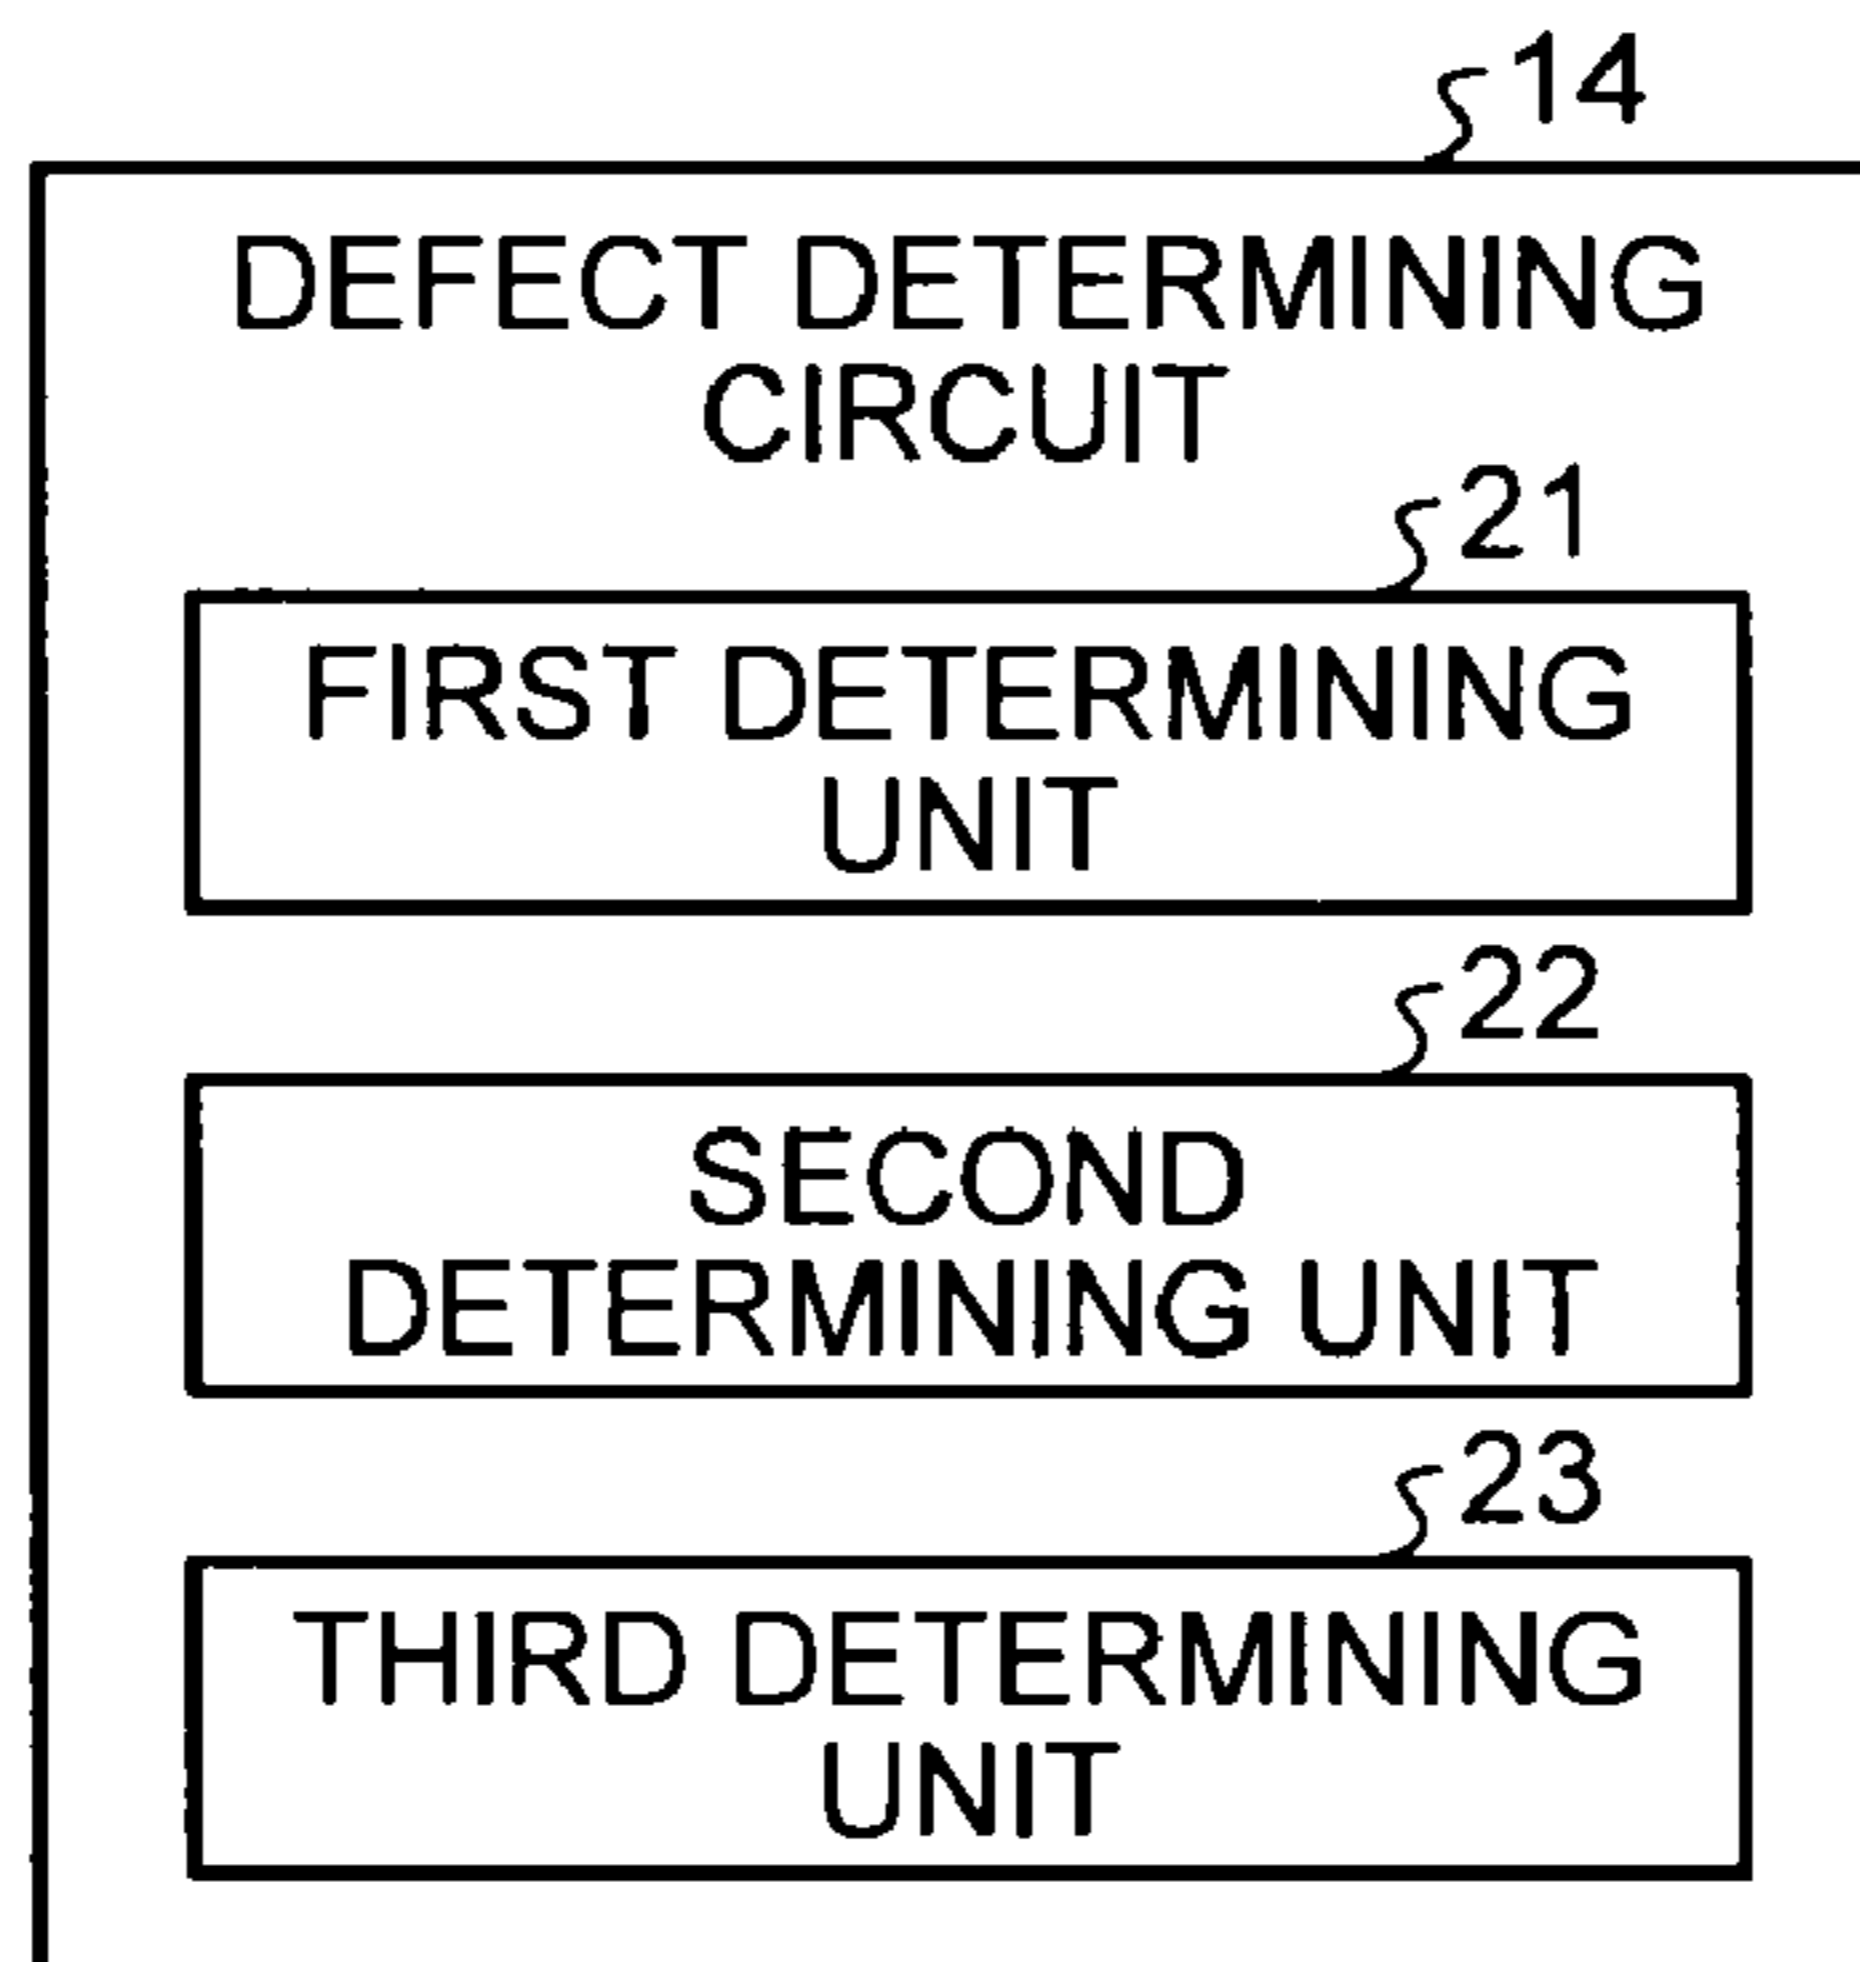 14
DEFECT DETERMINING
CIRCUIT
21
FIRST DETERMINING
UNIT
22
SECOND
DETERMINING UNIT
23
THIRD DETERMINING
UNIT